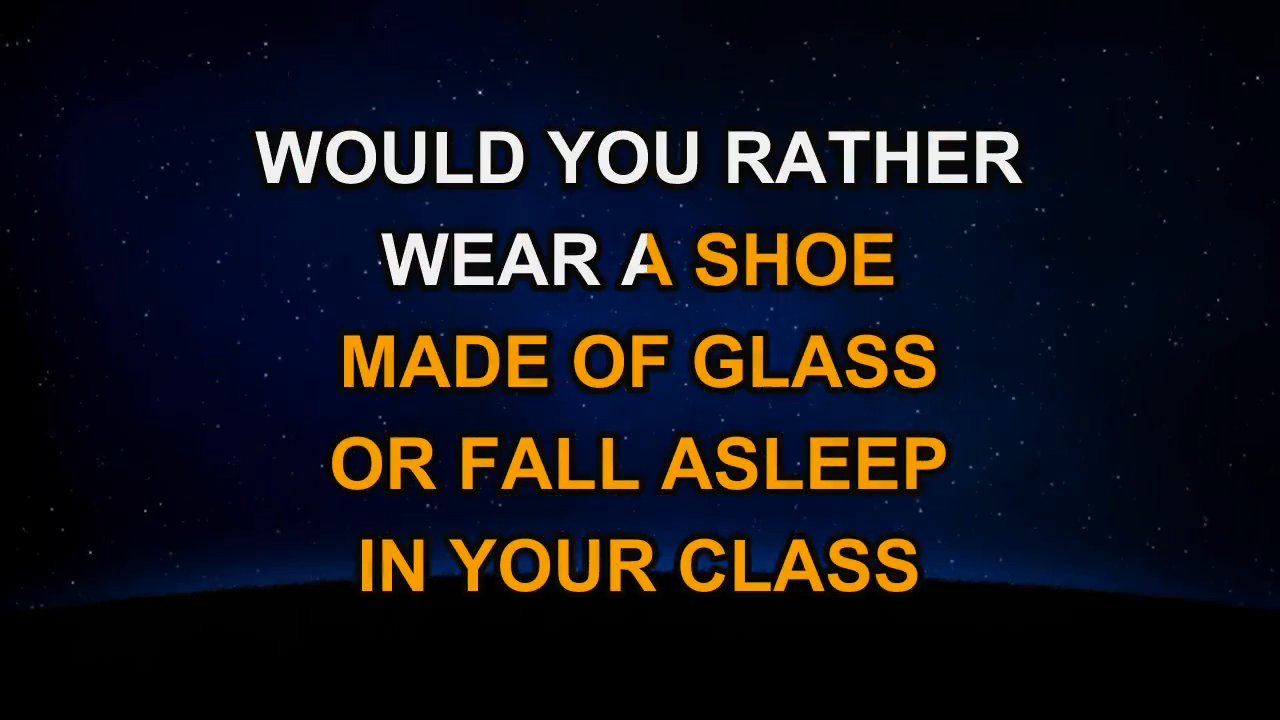 WOULD YOU RATHER
WEAR A SHOE
MADE OF GLASS
OR FALL ASLEEP
IN YOUR CLASS